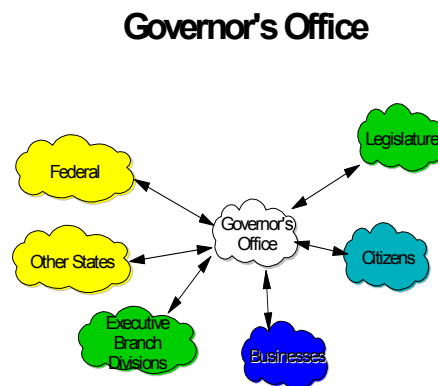 Governor's Office
Legislature
Federal
Governor's
Office
Other States
Citizens
Executive
Branch
Divisions
Businesses